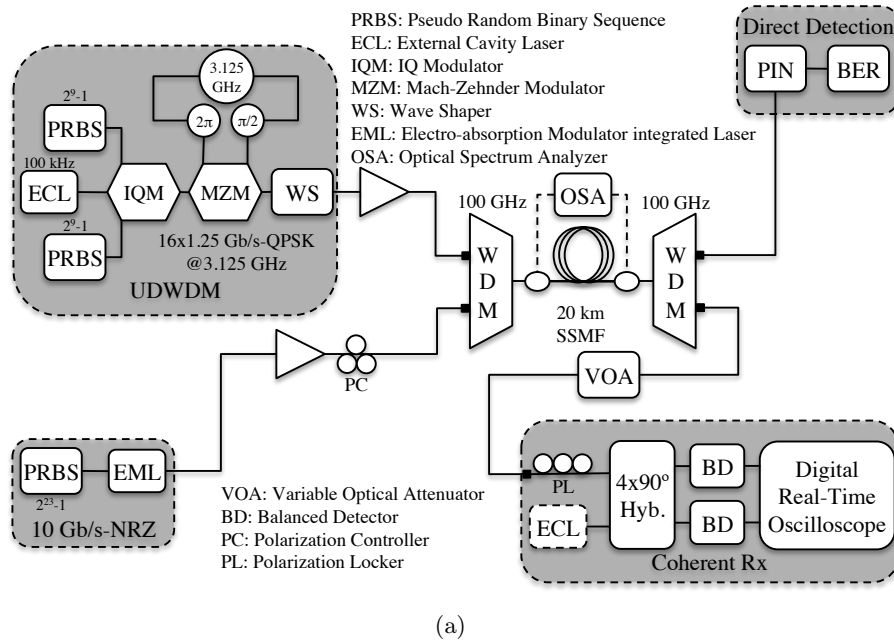 PRBS: Pseudo Random Binary Sequence
ECL: External Cavity Laser
IQM: IQ Modulator
MZM: Mach-Zehnder Modulator
WS: Wave Shaper
EML: Electro-absorption Modulator integrated Laser
OSA: Optical Spectrum Analyzer
3.125
GHz
2π
π/2
2⁹-1
PRBS
100 kHz
ECL
IQM
MZM
WS
2⁹-1
PRBS
16x1.25 Gb/s-QPSK
@3.125 GHz
UDWDM
Direct Detection
PIN
BER
100 GHz
W
D
M
OSA
20 km
SSMF
100 GHz
W
D
M
PC
VOA
PRBS
EML
2²³-1
10 Gb/s-NRZ
VOA: Variable Optical Attenuator
BD: Balanced Detector
PC: Polarization Controller
PL: Polarization Locker
PL
ECL
4x90º
Hyb.
BD
BD
Digital
Real-Time
Oscilloscope
Coherent Rx
(a)